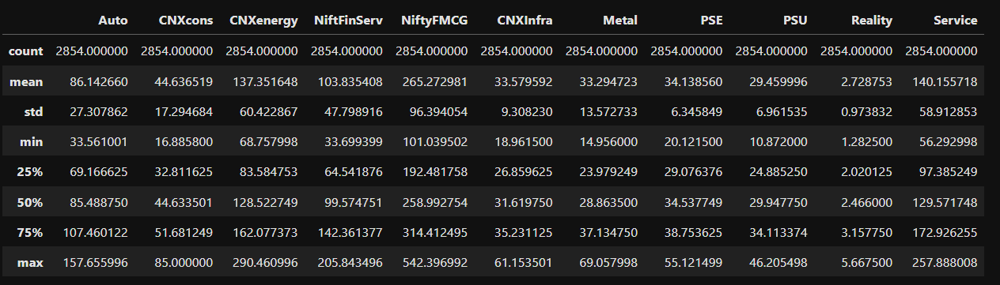 Auto CNXcons CNXenergy NiftFinServ NiftyFMCG CNXInfra Metal PSE PSU Reality Service
count 2854.000000 2854.000000 2854.000000 2854.000000 2854.000000 2854.000000 2854.000000 2854.000000 2854.000000 2854.000000 2854.000000
mean 86.142660 44.636519 137.351648 103.835408 265.272981 33.579592 33.294723 34.138560 29.459996 2.728753 140.155718
std 27.307862 17.294684 60.422867 47.798916 96.394054 9.308230 13.572733 6.345849 6.961535 0.973832 58.912853
min 33.561001 16.885800 68.757998 33.699399 101.039502 18.961500 14.956000 20.121500 10.872000 1.282500 56.292998
25% 69.166625 32.811625 83.584753 64.541876 192.481758 26.859625 23.979249 29.076376 24.885250 2.020125 97.385249
50% 85.488750 44.633501 128.522749 99.574751 258.992754 31.619750 28.863500 34.537749 29.947750 2.466000 129.571748
75% 107.460122 51.681249 162.077373 142.361377 314.412495 35.231125 37.134750 38.753625 34.113374 3.157750 172.926255
max 157.655996 85.000000 290.460996 205.843496 542.396992 61.153501 69.057998 55.121499 46.205498 5.667500 257.888008